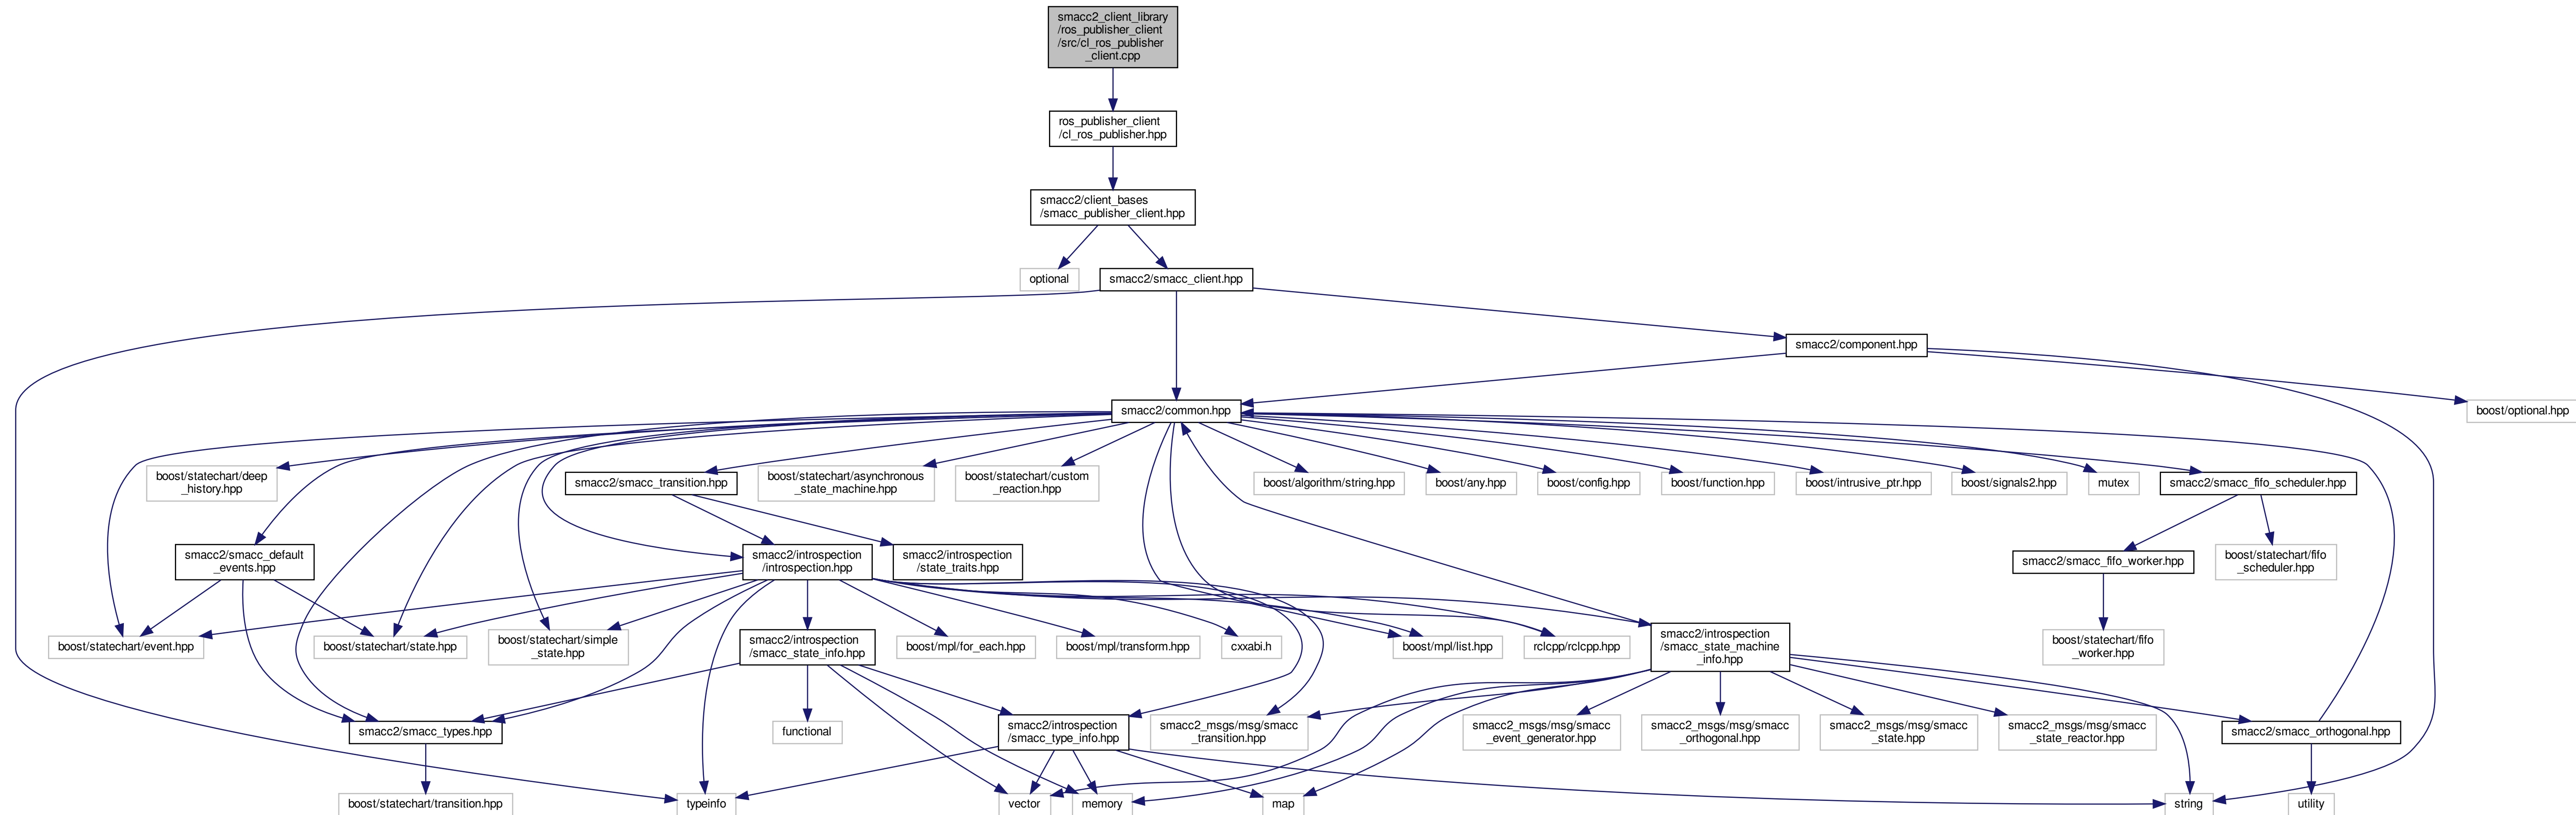 smacc2_client_library
/ros_publisher_client
/src/cl_ros_publisher
_client.cpp
ros_publisher_client
/cl_ros_publisher.hpp
smacc2/client_bases
/smacc_publisher_client.hpp
optional
smacc2/smacc_client.hpp
smacc2/component.hpp
smacc2/common.hpp
boost/optional.hpp
boost/statechart/deep
_history.hpp
smacc2/smacc_transition.hpp
boost/statechart/asynchronous
_state_machine.hpp
boost/statechart/custom
_reaction.hpp
boost/algorithm/string.hpp
boost/any.hpp
boost/config.hpp
boost/function.hpp
boost/intrusive_ptr.hpp
boost/signals2.hpp
mutex
smacc2/smacc_fifo_scheduler.hpp
smacc2/smacc_default
_events.hpp
smacc2/introspection
/introspection.hpp
smacc2/introspection
/state_traits.hpp
smacc2/smacc_fifo_worker.hpp
boost/statechart/fifo
_scheduler.hpp
boost/statechart/event.hpp
boost/statechart/state.hpp
boost/statechart/simple
_state.hpp
smacc2/introspection
/smacc_state_info.hpp
boost/mpl/for_each.hpp
boost/mpl/transform.hpp
cxxabi.h
boost/mpl/list.hpp
rclcpp/rclcpp.hpp
smacc2/introspection
/smacc_state_machine
_info.hpp
boost/statechart/fifo
_worker.hpp
smacc2/smacc_types.hpp
functional
smacc2/introspection
/smacc_type_info.hpp
smacc2_msgs/msg/smacc
_transition.hpp
smacc2_msgs/msg/smacc
_event_generator.hpp
smacc2_msgs/msg/smacc
_orthogonal.hpp
smacc2_msgs/msg/smacc
_state.hpp
smacc2_msgs/msg/smacc
_state_reactor.hpp
smacc2/smacc_orthogonal.hpp
boost/statechart/transition.hpp
typeinfo
vector
memory
map
string
utility